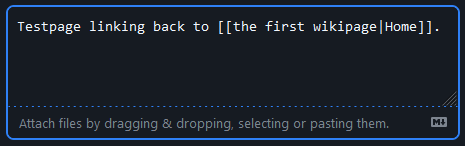 Testpage linking back to [[the first wikipage|Home]].
Attach files by dragging & dropping, selecting or pasting them.
M↓